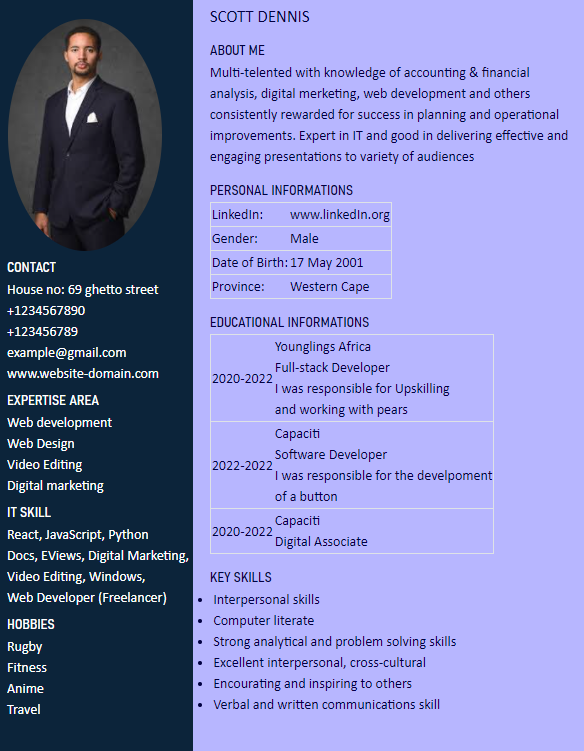 SCOTT DENNIS
ABOUT ME
Multi-telented with knowledge of accounting & financial
analysis, digital merketing, web development and others
consistently rewarded for success in planning and operational
improvements. Expert in IT and good in delivering effective and
engaging presentations to variety of audiences
PERSONAL INFORMATIONS
LinkedIn: www.linkedIn.org
Gender: Male
Date of Birth: 17 May 2001
Province: Western Cape
EDUCATIONAL INFORMATIONS
2020-2022
Younglings Africa
Full-stack Developer
I was responsible for Upskilling
and working with pears
2022-2022
Capaciti
Software Developer
I was responsible for the develpoment
of a button
2020-2022
Capaciti
Digital Associate
KEY SKILLS
Interpersonal skills
Computer literate
Strong analytical and problem solving skills
Excellent interpersonal, cross-cultural
Encourating and inspiring to others
Verbal and written communications skill
CONTACT
House no: 69 ghetto street
+1234567890
+123456789
example@gmail.com
www.website-domain.com
EXPERTISE AREA
Web development
Web Design
Video Editing
Digital marketing
IT SKILL
React, JavaScript, Python
Docs, EViews, Digital Marketing,
Video Editing, Windows,
Web Developer (Freelancer)
HOBBIES
Rugby
Fitness
Anime
Travel